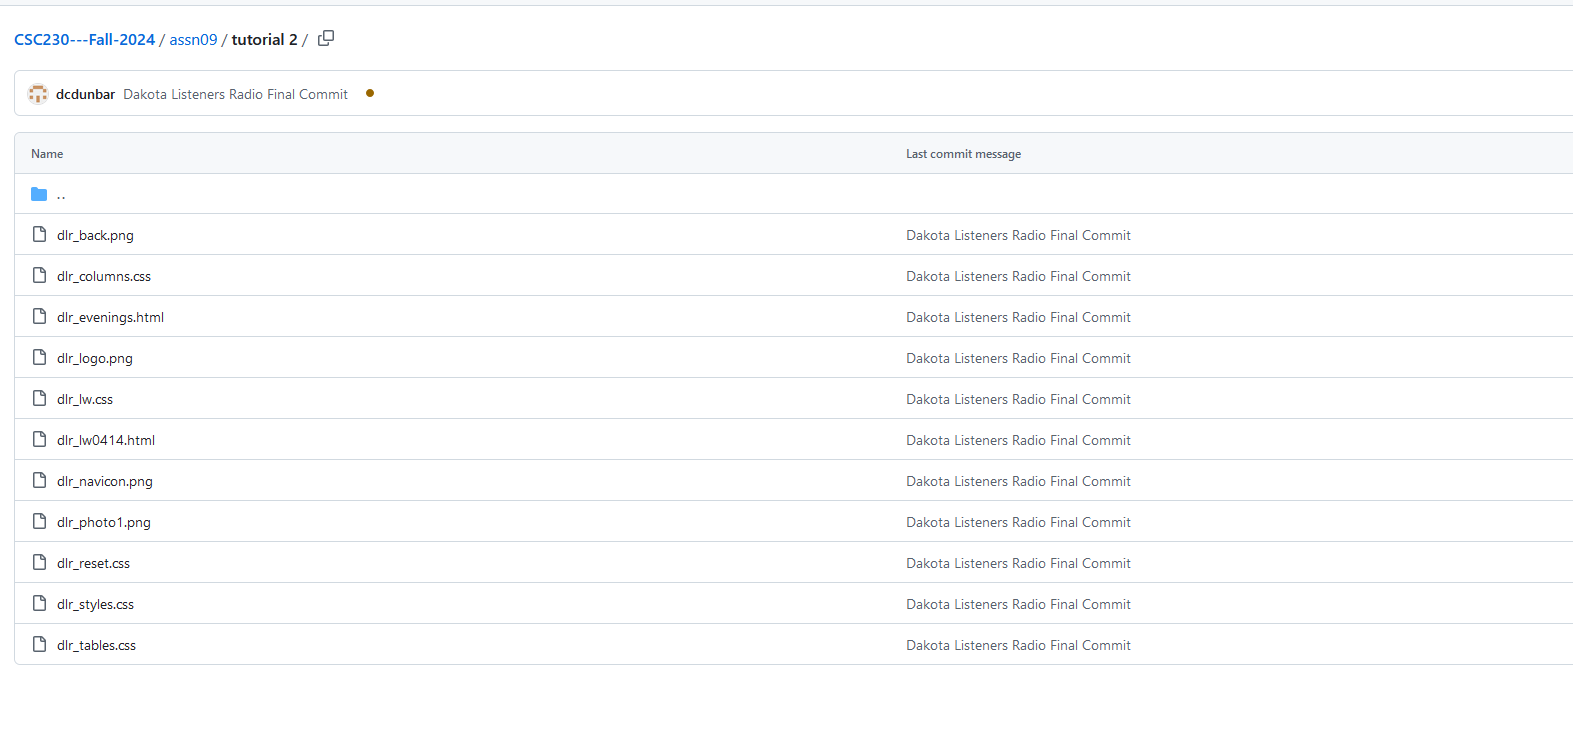 CSC230---Fall-2024 / assn09 / tutorial 2 /
dcdunbar Dakota Listeners Radio Final Commit
Name Last commit message
..
dlr_back.png Dakota Listeners Radio Final Commit
dlr_columns.css Dakota Listeners Radio Final Commit
dlr_evenings.html Dakota Listeners Radio Final Commit
dlr_logo.png Dakota Listeners Radio Final Commit
dlr_lw.css Dakota Listeners Radio Final Commit
dlr_lw0414.html Dakota Listeners Radio Final Commit
dlr_navicon.png Dakota Listeners Radio Final Commit
dlr_photo1.png Dakota Listeners Radio Final Commit
dlr_reset.css Dakota Listeners Radio Final Commit
dlr_styles.css Dakota Listeners Radio Final Commit
dlr_tables.css Dakota Listeners Radio Final Commit